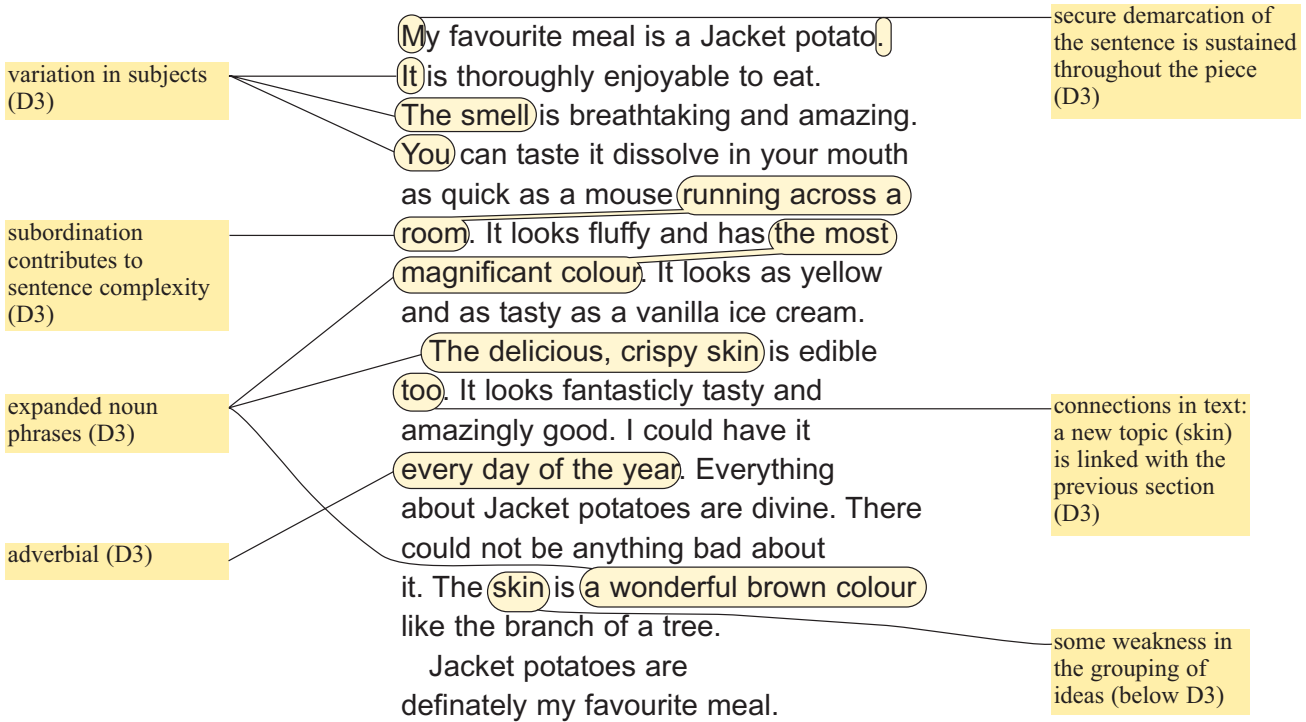 variation in subjects
(D3)
subordination
contributes to
sentence complexity
(D3)
expanded noun
phrases (D3)
adverbial (D3)
My favourite meal is a Jacket potato.
It is thoroughly enjoyable to eat.
The smell is breathtaking and amazing.
You can taste it dissolve in your mouth
as quick as a mouse running across a
room. It looks fluffy and has the most
magnificant colour. It looks as yellow
and as tasty as a vanilla ice cream.
The delicious, crispy skin is edible
too. It looks fantasticly tasty and
amazingly good. I could have it
every day of the year. Everything
about Jacket potatoes are divine. There
could not be anything bad about
it. The skin is a wonderful brown colour
like the branch of a tree.
Jacket potatoes are
definately my favourite meal.
secure demarcation of
the sentence is sustained
throughout the piece
(D3)
connections in text:
a new topic (skin)
is linked with the
previous section
(D3)
some weakness in
the grouping of
ideas (below D3)